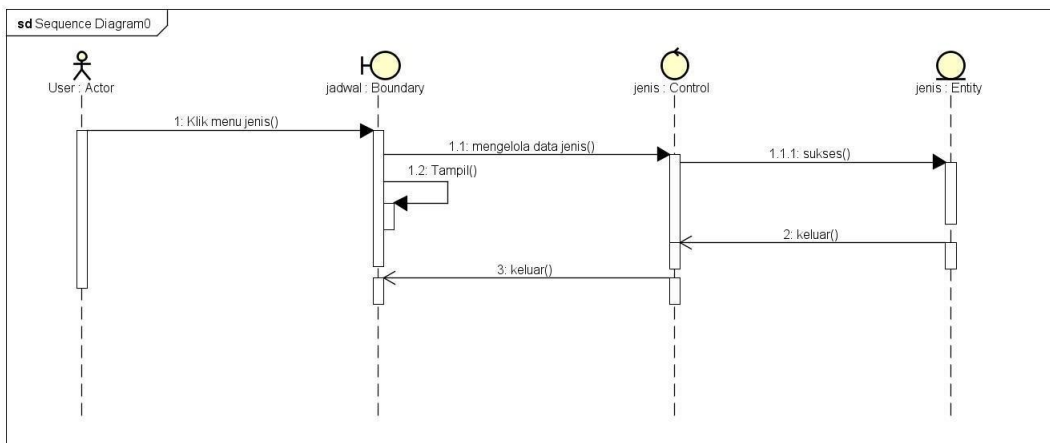 sd Sequence Diagram0
User : Actor
jadwal : Boundary
jenis : Control
jenis : Entity
1: Klik menu jenis()
1.1: mengelola data jenis()
1.1.1: sukses()
1.2: Tampil()
2: keluar()
3: keluar()